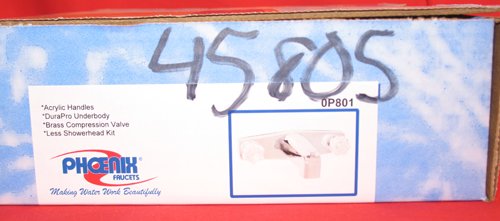 45805
0P801
*Acrylic Handles
*DuraPro Underbody
*Brass Compression Valve
*Less Showerhead Kit
PHOENIX®
FAUCETS
Making Water Work Beautifully